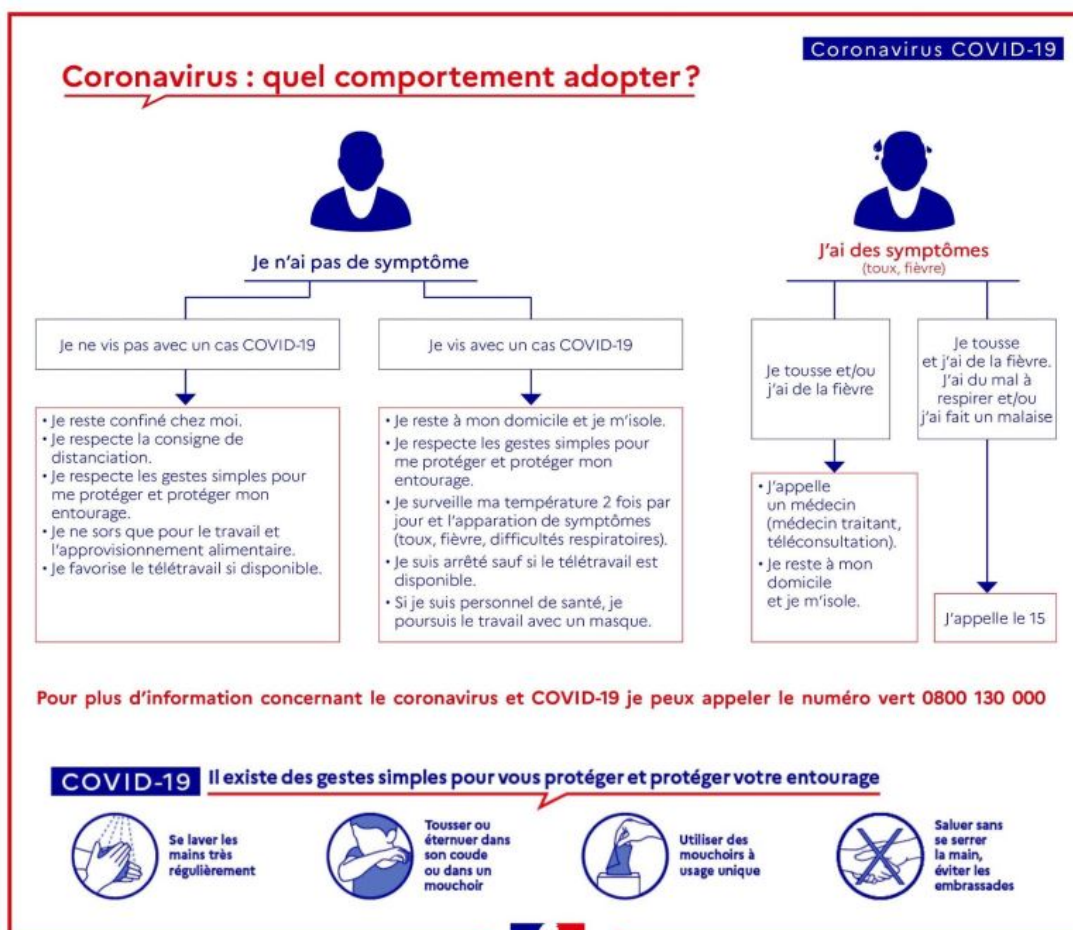 Coronavirus COVID-19
Coronavirus : quel comportement adopter ?
Je n'ai pas de symptôme
Je ne vis pas avec un cas COVID-19
• Je reste confiné chez moi.
• Je respecte la consigne de
distanciation.
• Je respecte les gestes simples pour
me protéger et protéger mon
entourage.
• Je ne sors que pour le travail et
l'approvisionnement alimentaire.
• Je favorise le télétravail si disponible.
Je vis avec un cas COVID-19
• Je reste à mon domicile et je m'isole.
• Je respecte les gestes simples pour
me protéger et protéger mon
entourage.
• Je surveille ma température 2 fois par
jour et l'apparation de symptômes
(toux, fièvre, difficultés respiratoires).
• Je suis arrêté sauf si le télétravail est
disponible.
• Si je suis personnel de santé, je
poursuis le travail avec un masque.
J'ai des symptômes
(toux, fièvre)
Je tousse et/ou
j'ai de la fièvre
• J'appelle
un médecin
(médecin traitant,
téléconsultation).
• Je reste à mon
domicile
et je m'isole.
Je tousse
et j'ai de la fièvre.
J'ai du mal à
respirer et/ou
j'ai fait un malaise
J'appelle le 15
Pour plus d'information concernant le coronavirus et COVID-19 je peux appeler le numéro vert 0800 130 000
COVID-19 Il existe des gestes simples pour vous protéger et protéger votre entourage
Se laver les
mains très
régulièrement
Tousser ou
éternuer dans
son coude
ou dans un
mouchoir
Utiliser des
mouchoirs à
usage unique
Saluer sans
se serrer
la main,
éviter les
embrassades